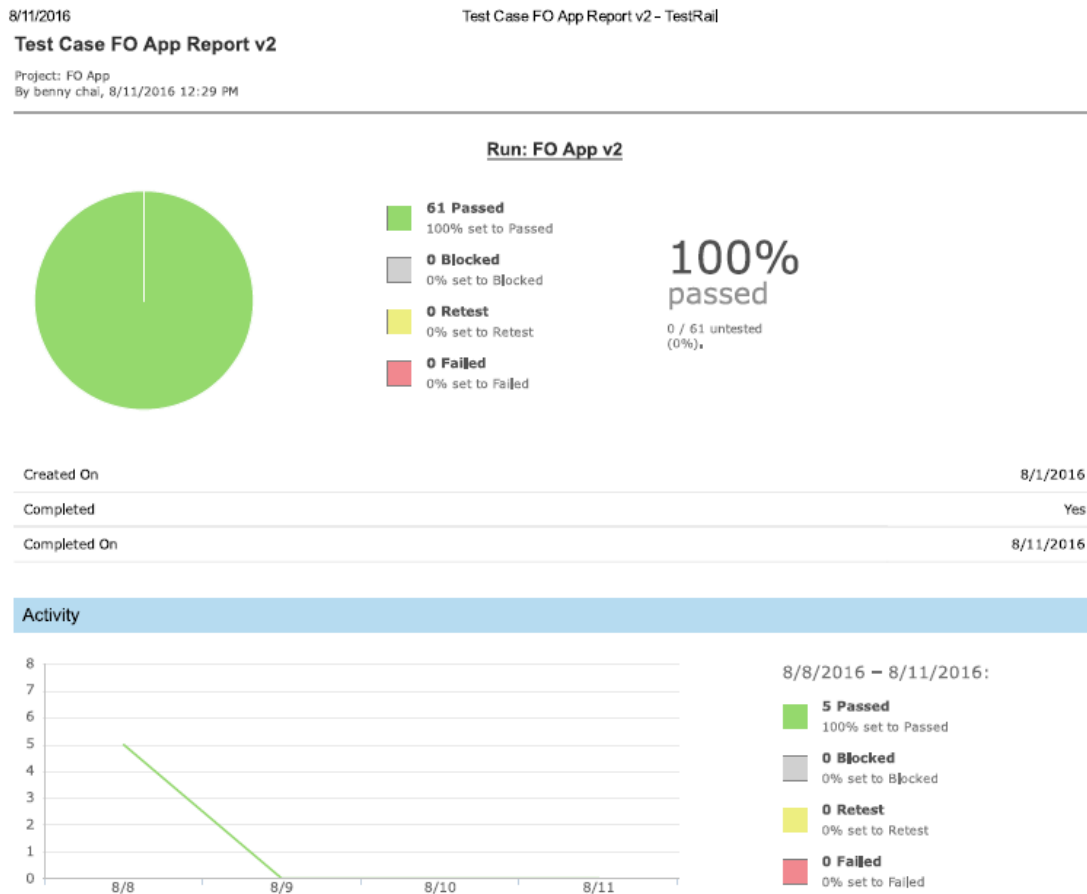 8/11/2016 Test Case FO App Report v2 - TestRail
Test Case FO App Report v2
Project: FO App
By benny chai, 8/11/2016 12:29 PM
Run: FO App v2
61 Passed
100% set to Passed
0 Blocked
0% set to Blocked
0 Retest
0% set to Retest
0 Failed
0% set to Failed
100%
passed
0 / 61 untested
(0%).
Created On 8/1/2016
Completed Yes
Completed On 8/11/2016
Activity
8
7
6
5
4
3
2
1
0
8/8 8/9 8/10 8/11
8/8/2016 – 8/11/2016:
5 Passed
100% set to Passed
0 Blocked
0% set to Blocked
0 Retest
0% set to Retest
0 Failed
0% set to Failed